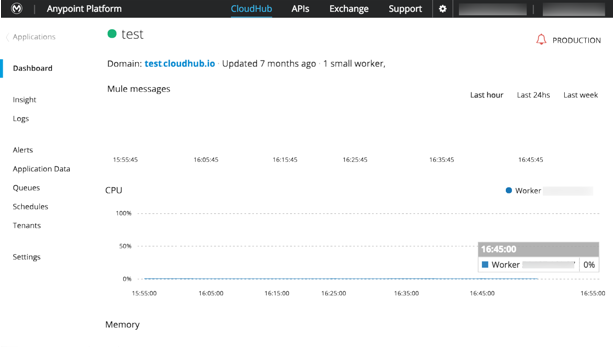 Anypoint Platform CloudHub APIs Exchange Support
Applications
Dashboard
Insight
Logs
Alerts
Application Data
Queues
Schedules
Tenants
Settings
test
PRODUCTION
Domain: test.cloudhub.io · Updated 7 months ago · 1 small worker,
Mule messages
Last hour Last 24hs Last week
15:55:45 16:05:45 16:15:45 16:25:45 16:35:45 16:45:45
CPU
Worker
100%
50%
16:45:00
Worker 0%
0%
15:55:00 16:05:00 16:15:00 16:25:00 16:35:00 16:45:00 16:55:00
Memory